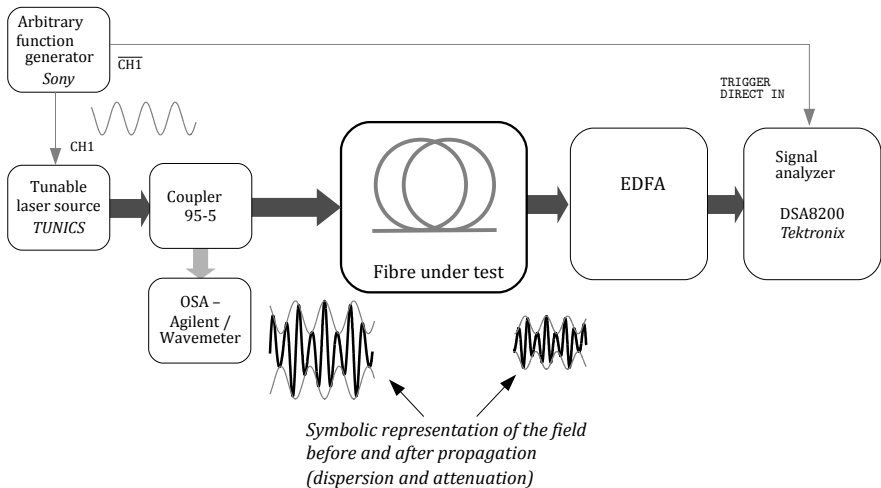 Arbitrary
function
generator
Sony
C̅H̅1̅
TRIGGER
DIRECT IN
CH1
Tunable
laser source
TUNICS
Coupler
95-5
Fibre under test
EDFA
Signal
analyzer
DSA8200
Tektronix
OSA –
Agilent /
Wavemeter
Symbolic representation of the field
before and after propagation
(dispersion and attenuation)